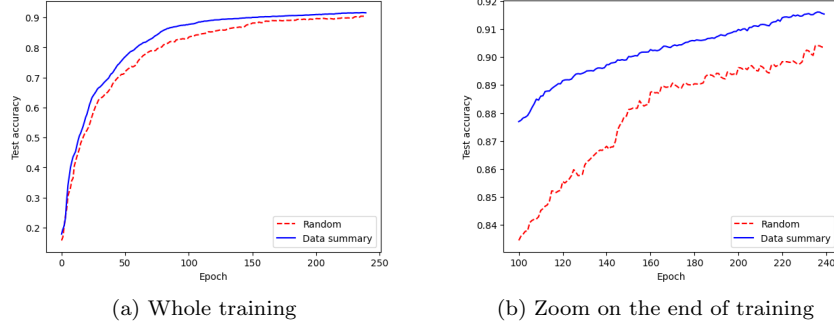 0.9
0.8
0.7
0.6
0.5
0.4
0.3
0.2
Test accuracy
0 50 100 150 200 250
Epoch
Random
Data summary
(a) Whole training
0.92
0.91
0.90
0.89
0.88
0.87
0.86
0.85
0.84
Test accuracy
100 120 140 160 180 200 220 240
Epoch
Random
Data summary
(b) Zoom on the end of training